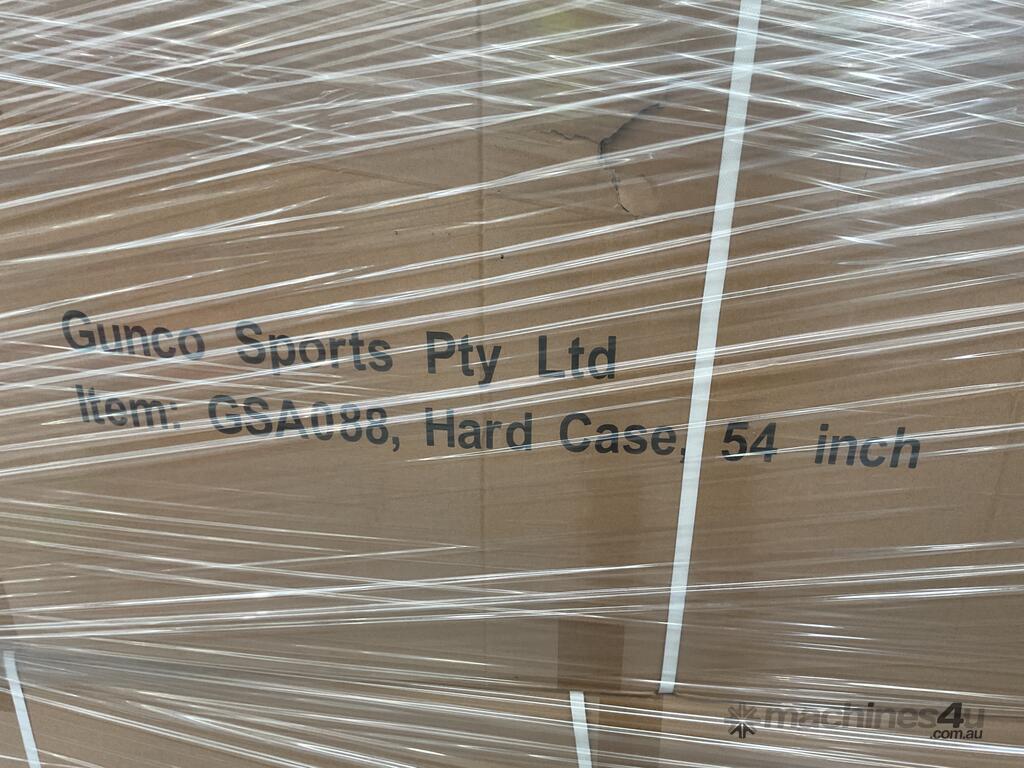 Gunco Sports Pty Ltd
Item: GSA088, Hard Case, 54 inch
machines4u
.com.au